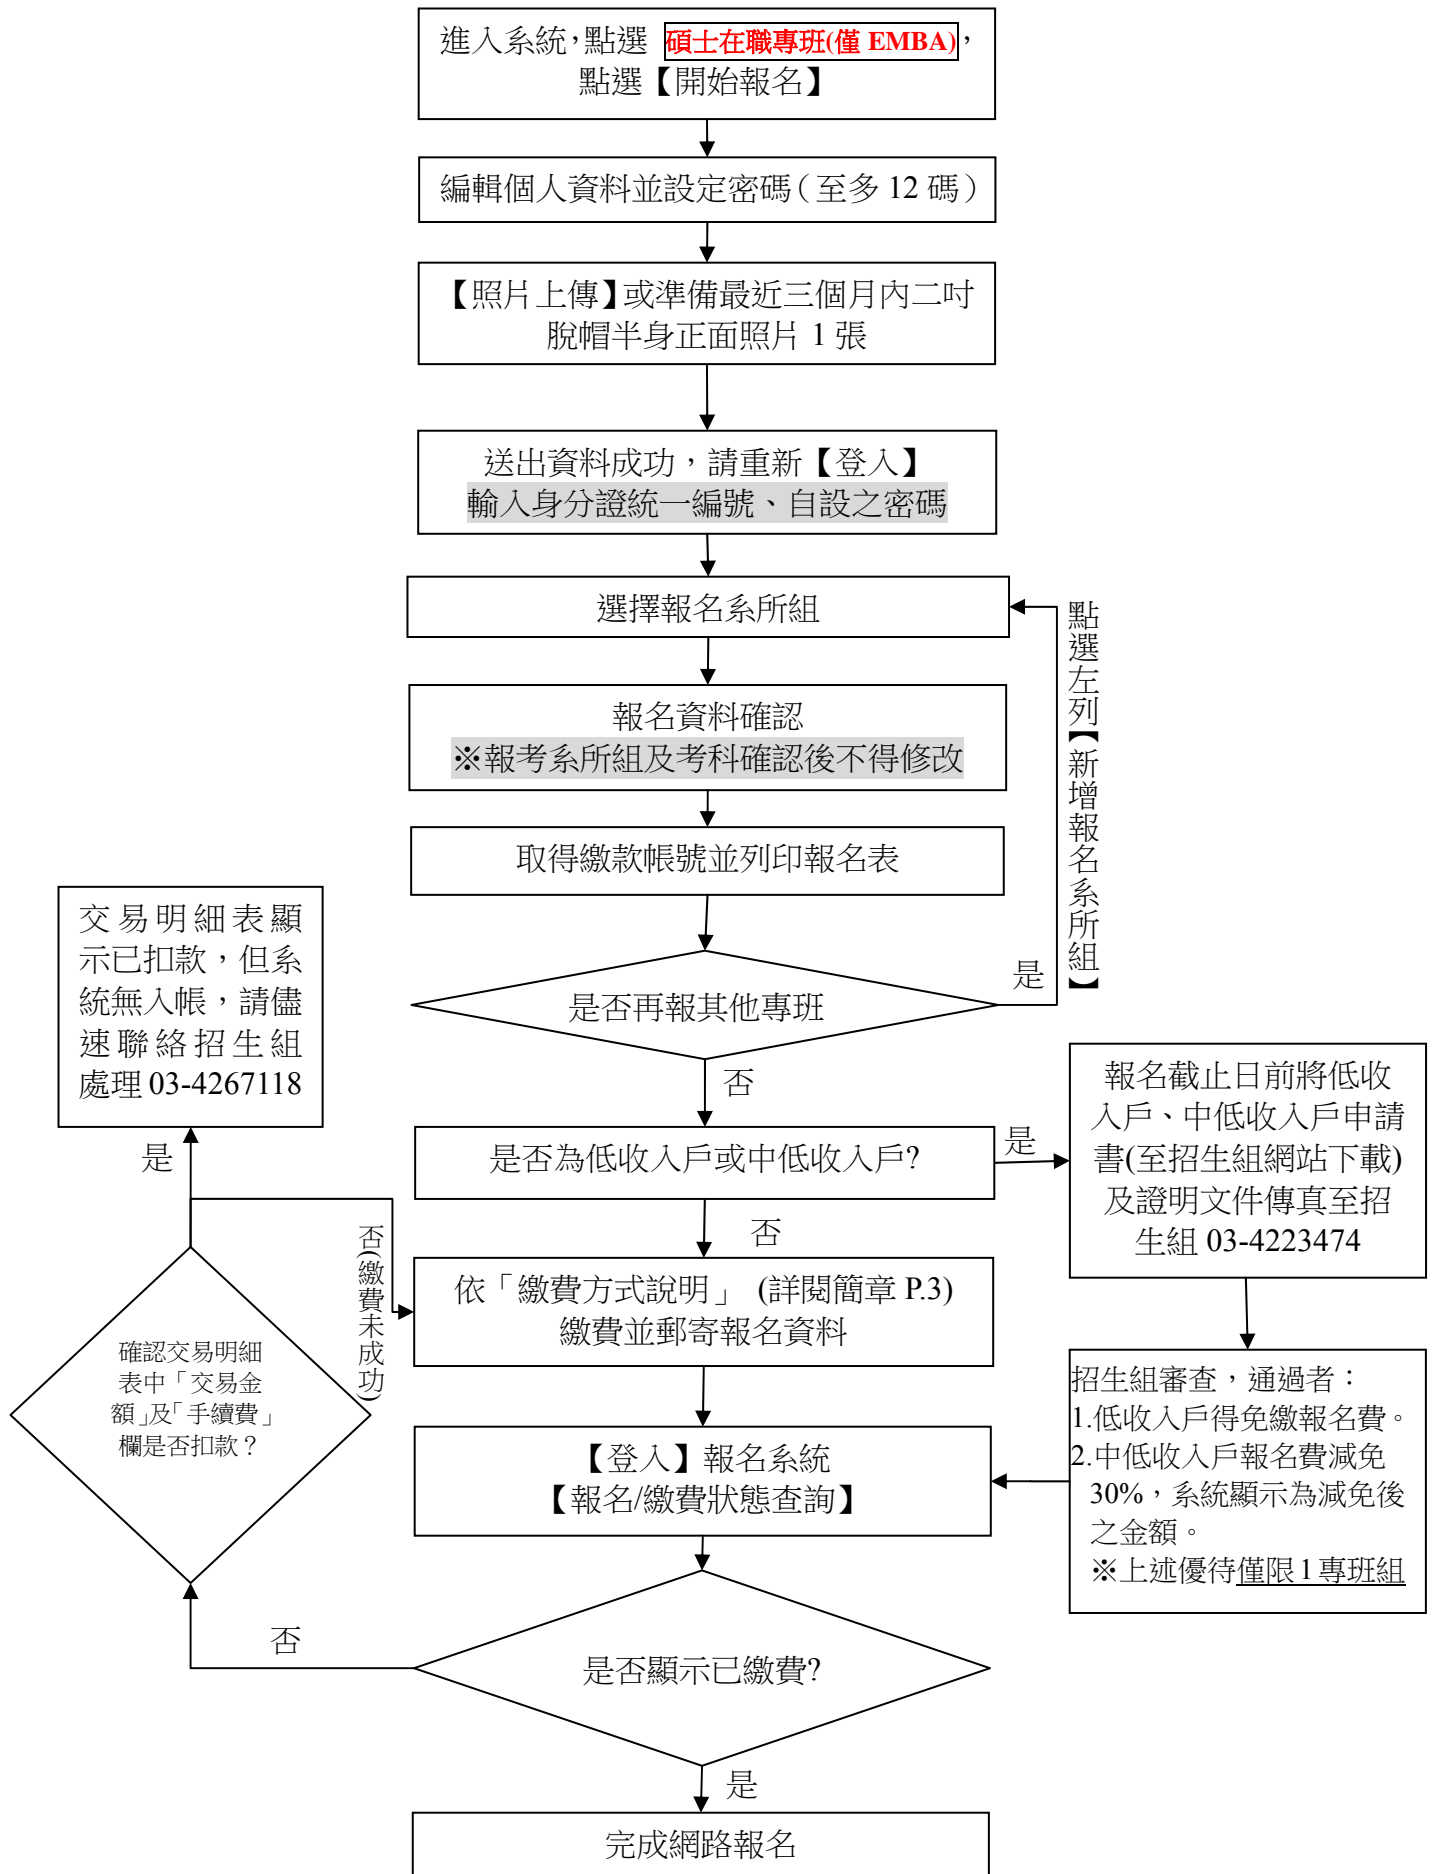 進入系統,點選 碩士在職專班(僅 EMBA),
點選【開始報名】
編輯個人資料並設定密碼(至多 12 碼)
【照片上傳】或準備最近三個月內二吋
脫帽半身正面照片 1 張
送出資料成功，請重新【登入】
輸入身分證統一編號、自設之密碼
選擇報名系所組
點選左列【新增報名系所組】
報名資料確認
※報考系所組及考科確認後不得修改
取得繳款帳號並列印報名表
是否再報其他專班
是
否
交易明細表顯
示已扣款，但系
統無入帳，請儘
速聯絡招生組
處理 03-4267118
是
是否為低收入戶或中低收入戶?
是
否
報名截止日前將低收
入戶、中低收入戶申請
書(至招生組網站下載)
及證明文件傳真至招
生組 03-4223474
否(繳費未成功)
依「繳費方式說明」 (詳閱簡章 P.3)
繳費並郵寄報名資料
確認交易明細
表中「交易金
額」及「手續費」
欄是否扣款？
招生組審查，通過者：
1.低收入戶得免繳報名費。
2.中低收入戶報名費減免
30%，系統顯示為減免後
之金額。
※上述優待僅限 1 專班組
【登入】報名系統
【報名/繳費狀態查詢】
否
是否顯示已繳費?
是
完成網路報名